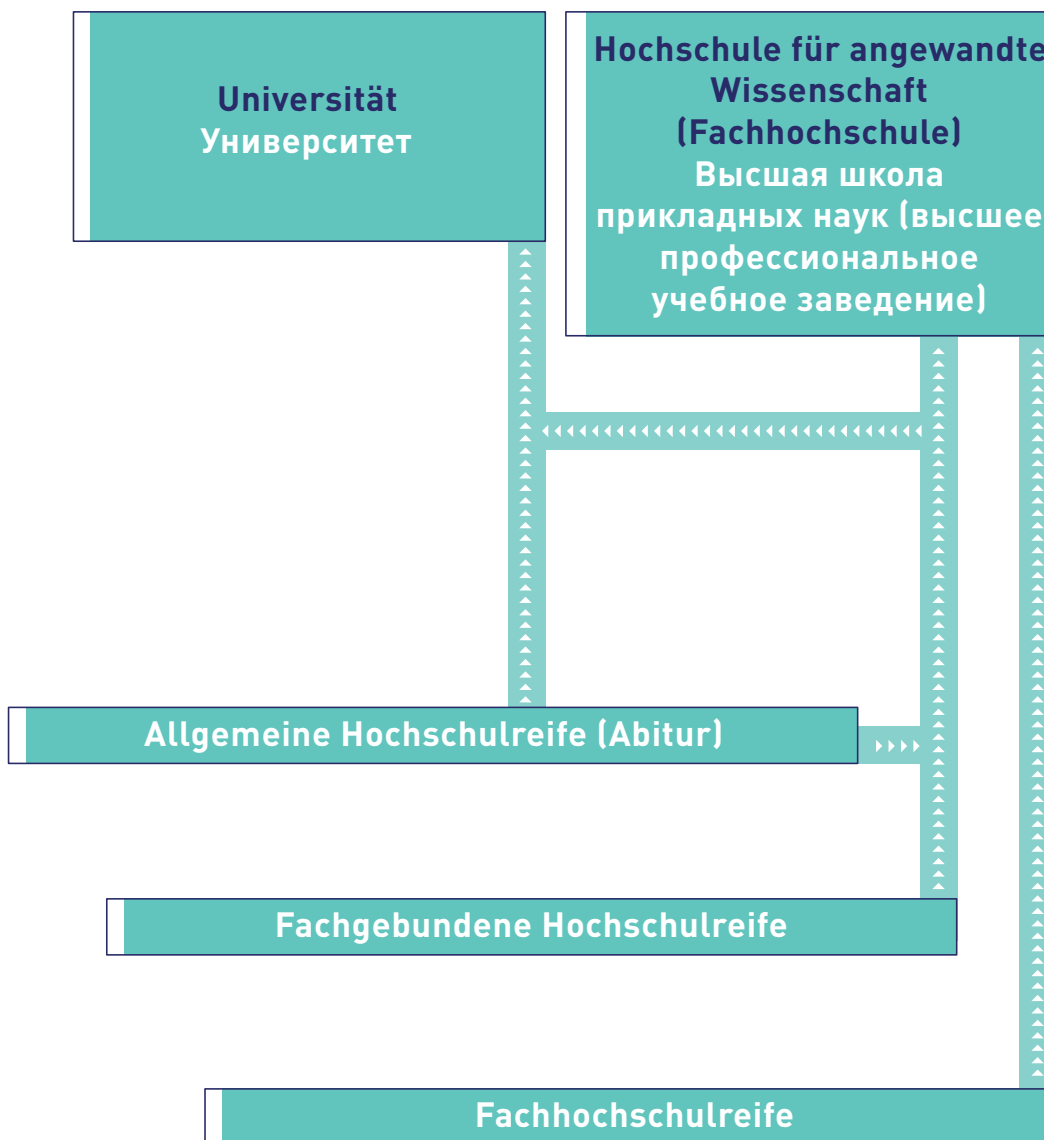 Universität
Университет
Hochschule für angewandte
Wissenschaft
(Fachhochschule)
Высшая школа
прикладных наук (высшее
профессиональное
учебное заведение)
Allgemeine Hochschulreife (Abitur)
Fachgebundene Hochschulreife
Fachhochschulreife